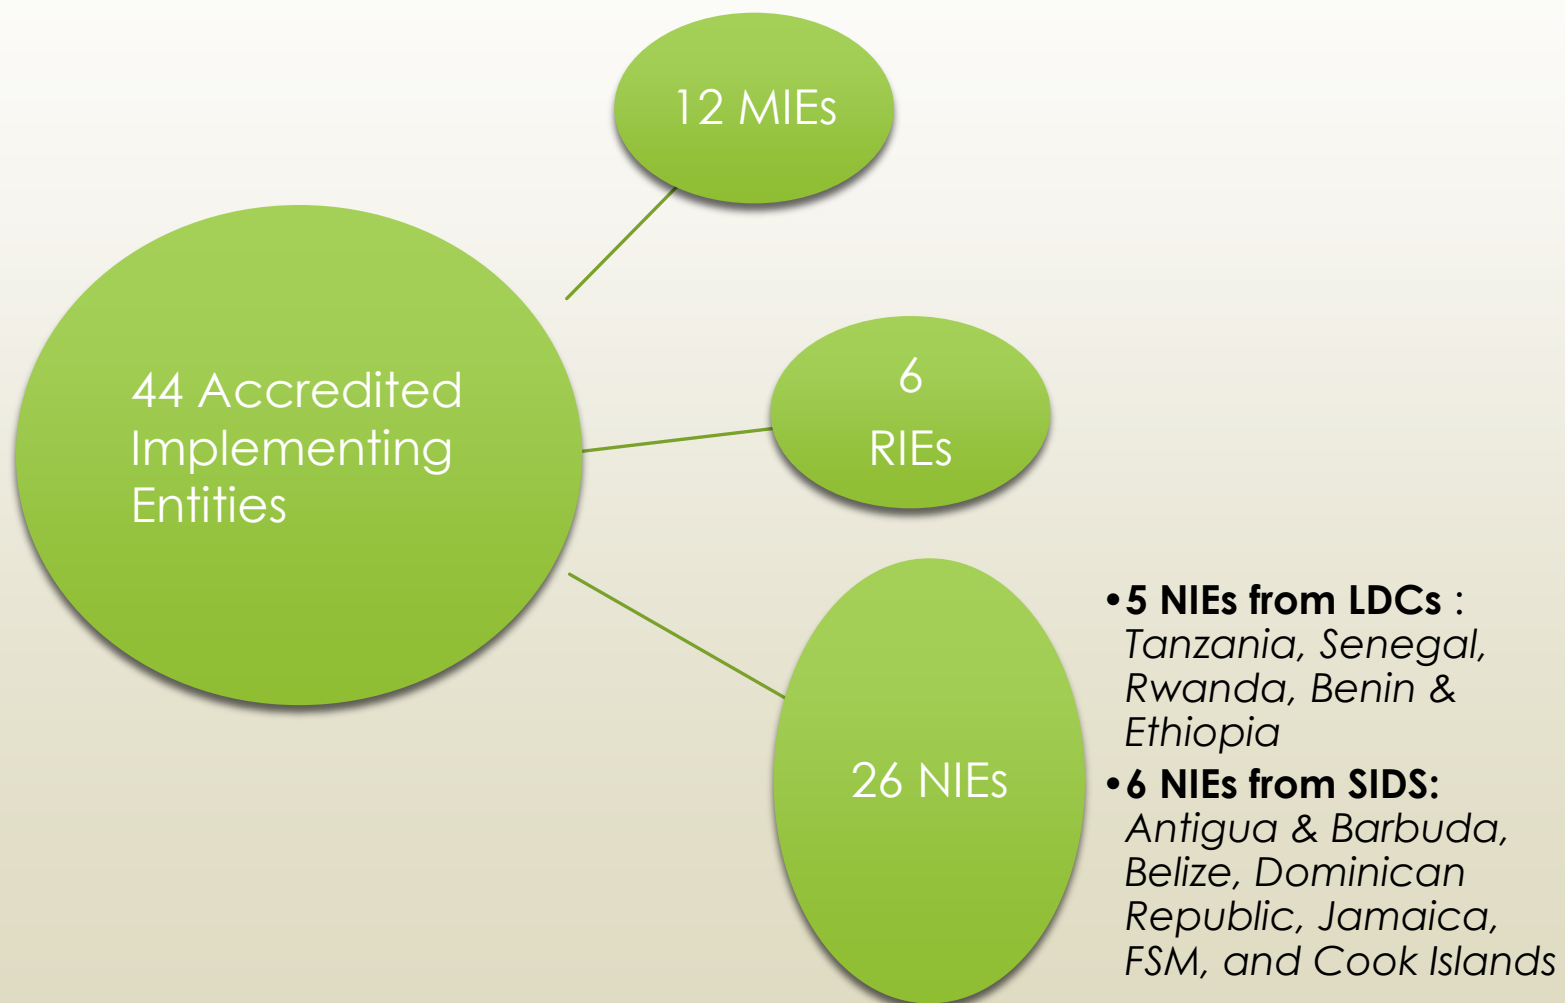 12 MIEs
44 Accredited
Implementing
Entities
6
RIEs
26 NIEs
•5 NIEs from LDCs :
Tanzania, Senegal,
Rwanda, Benin &
Ethiopia
•6 NIEs from SIDS:
Antigua & Barbuda,
Belize, Dominican
Republic, Jamaica,
FSM, and Cook Islands